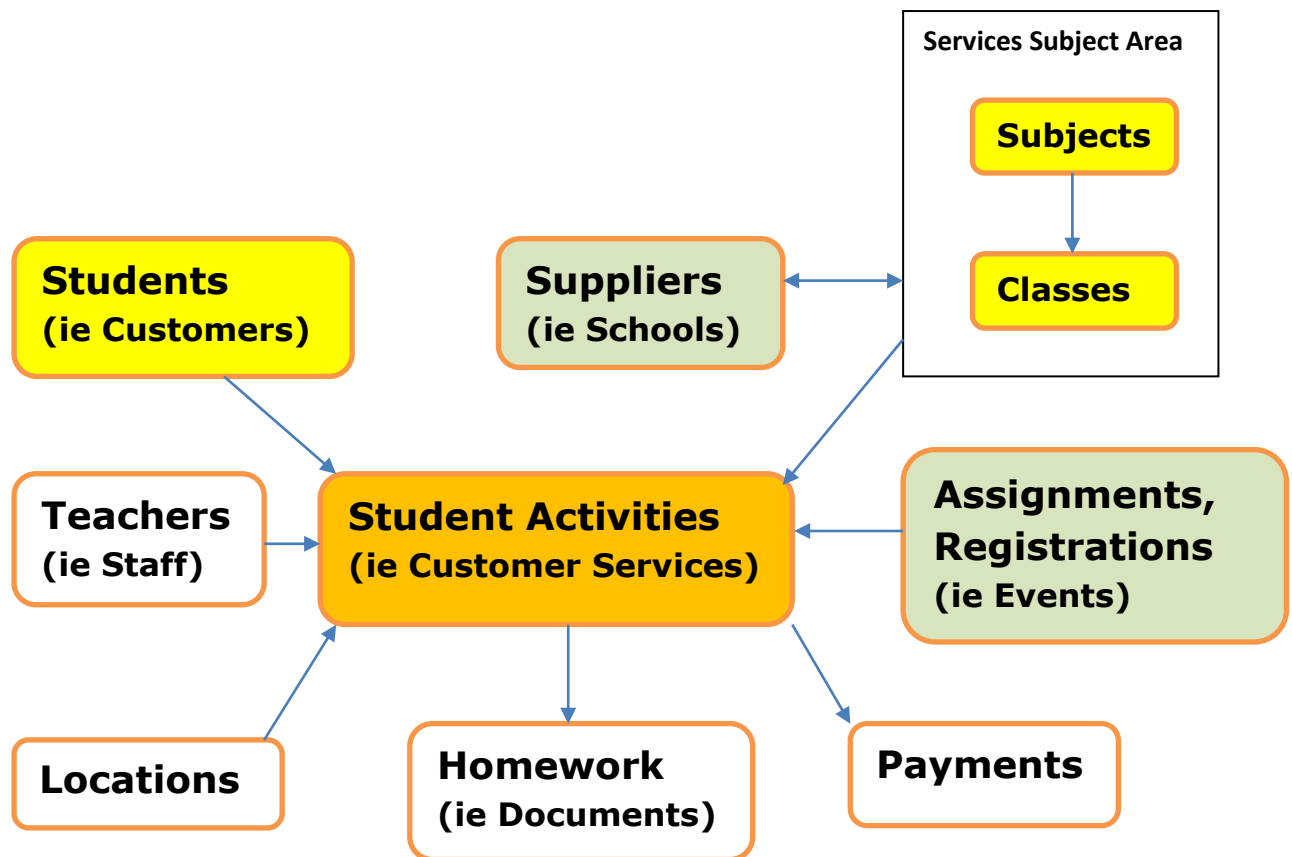 Services Subject Area
Subjects
Classes
Students
(ie Customers)
Suppliers
(ie Schools)
Teachers
(ie Staff)
Student Activities
(ie Customer Services)
Assignments,
Registrations
(ie Events)
Locations
Homework
(ie Documents)
Payments